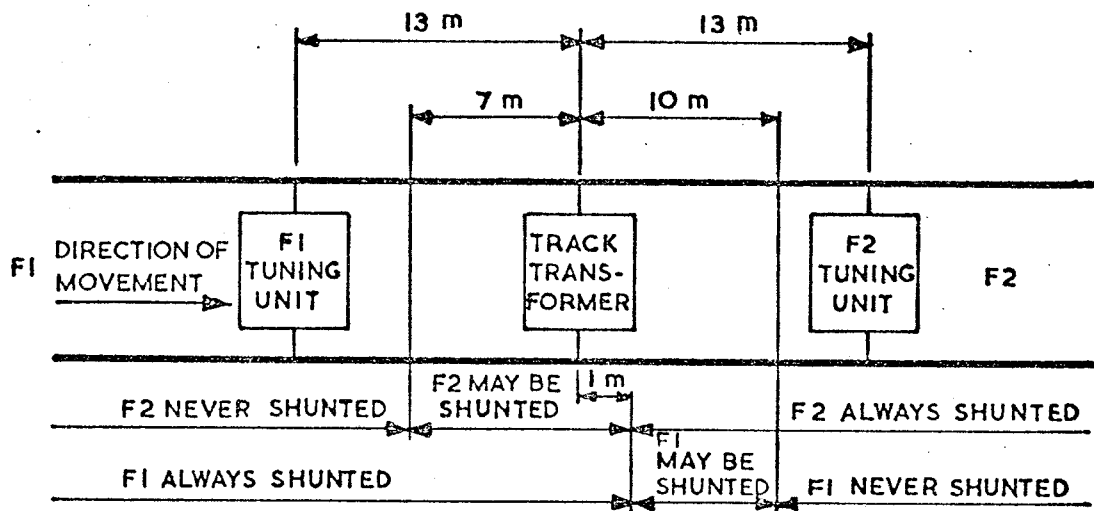 13 m
13 m
7 m
10 m
F1
DIRECTION OF
MOVEMENT
F1
TUNING
UNIT
TRACK
TRANS-
FORMER
F2
TUNING
UNIT
F2
F2 NEVER SHUNTED
F2 MAY BE
SHUNTED
1 m
F2 ALWAYS SHUNTED
F1 ALWAYS SHUNTED
F1
MAY BE
SHUNTED
F1 NEVER SHUNTED